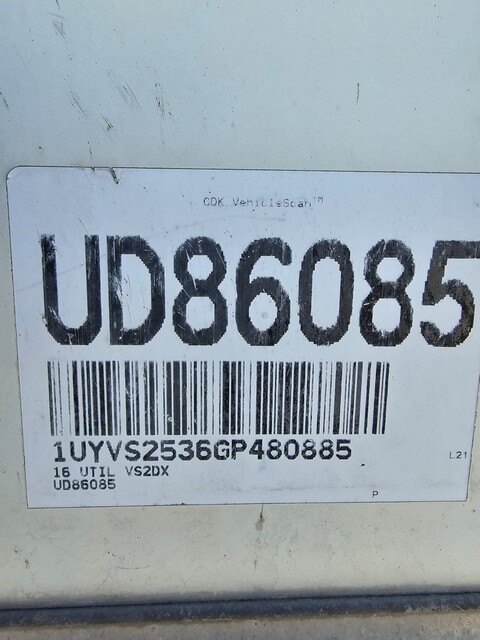 CDK VehicleScan™
UD86085
1UYVS2536GP480885
L21
16 UTIL VS2DX
UD86085
P